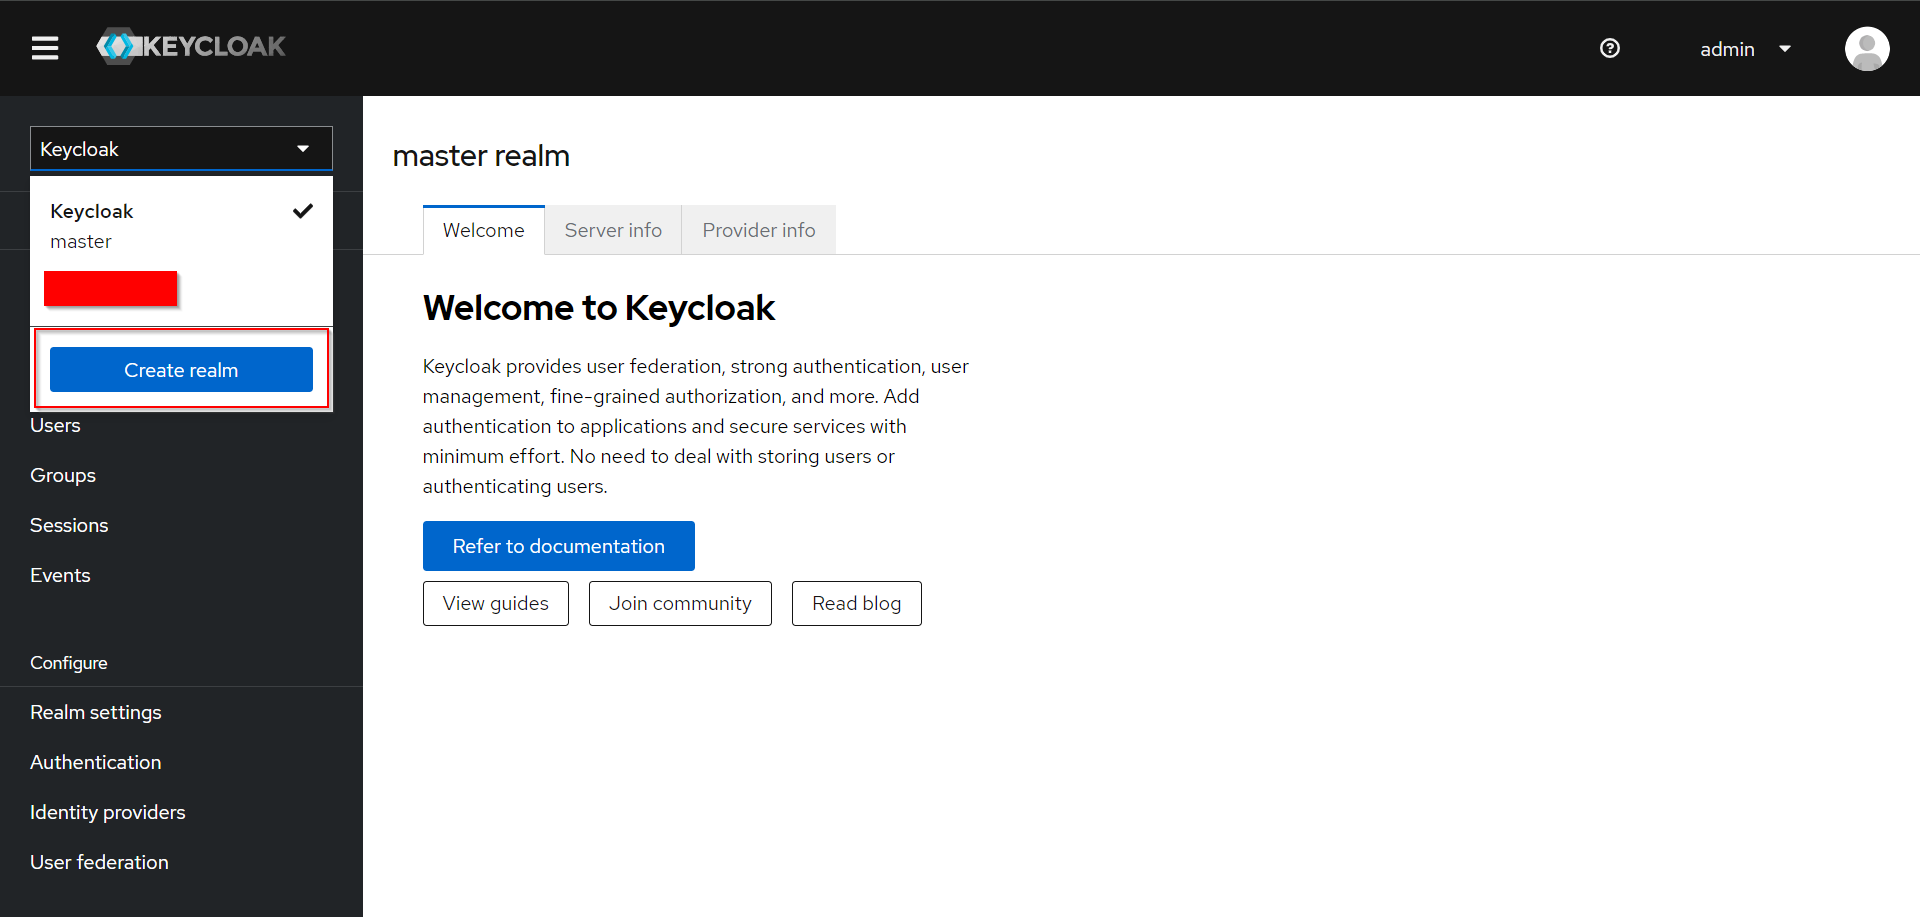 KEYCLOAK
admin
Keycloak
Keycloak
master
Create realm
Users
Groups
Sessions
Events
Configure
Realm settings
Authentication
Identity providers
User federation
master realm
Welcome
Server info
Provider info
Welcome to Keycloak
Keycloak provides user federation, strong authentication, user
management, fine-grained authorization, and more. Add
authentication to applications and secure services with
minimum effort. No need to deal with storing users or
authenticating users.
Refer to documentation
View guides
Join community
Read blog